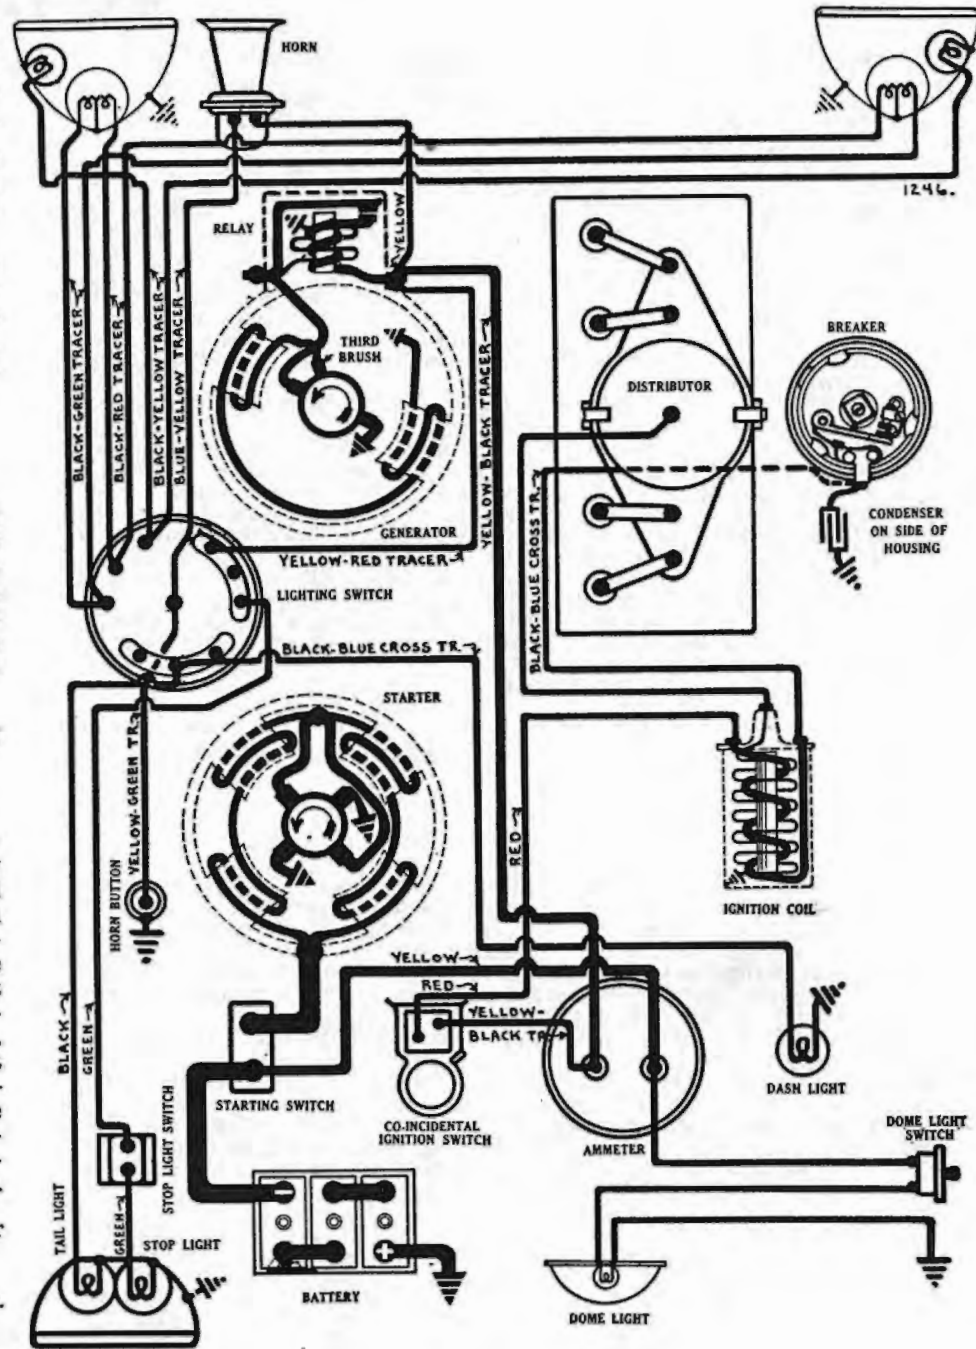 HORN
1246.
RELAY
YELLOW
BLACK-GREEN TRACER
BLACK-RED TRACER
BLACK-YELLOW TRACER
BLUE-YELLOW TRACER
THIRD
BRUSH
YELLOW-BLACK TRACER
BREAKER
DISTRIBUTOR
GENERATOR
YELLOW-RED TRACER
BLACK-BLUE CROSS TR.
CONDENSER
ON SIDE OF
HOUSING
LIGHTING SWITCH
BLACK-BLUE CROSS TR.
STARTER
YELLOW-GREEN TR.
HORN BUTTON
RED
IGNITION COIL
YELLOW
RED
YELLOW-
BLACK TR
BLACK
GREEN
STARTING SWITCH
CO-INCIDENTAL
IGNITION SWITCH
AMMETER
DASH LIGHT
DOME LIGHT
SWITCH
STOP LIGHT SWITCH
TAIL LIGHT
GREEN
STOP LIGHT
BATTERY
DOME LIGHT